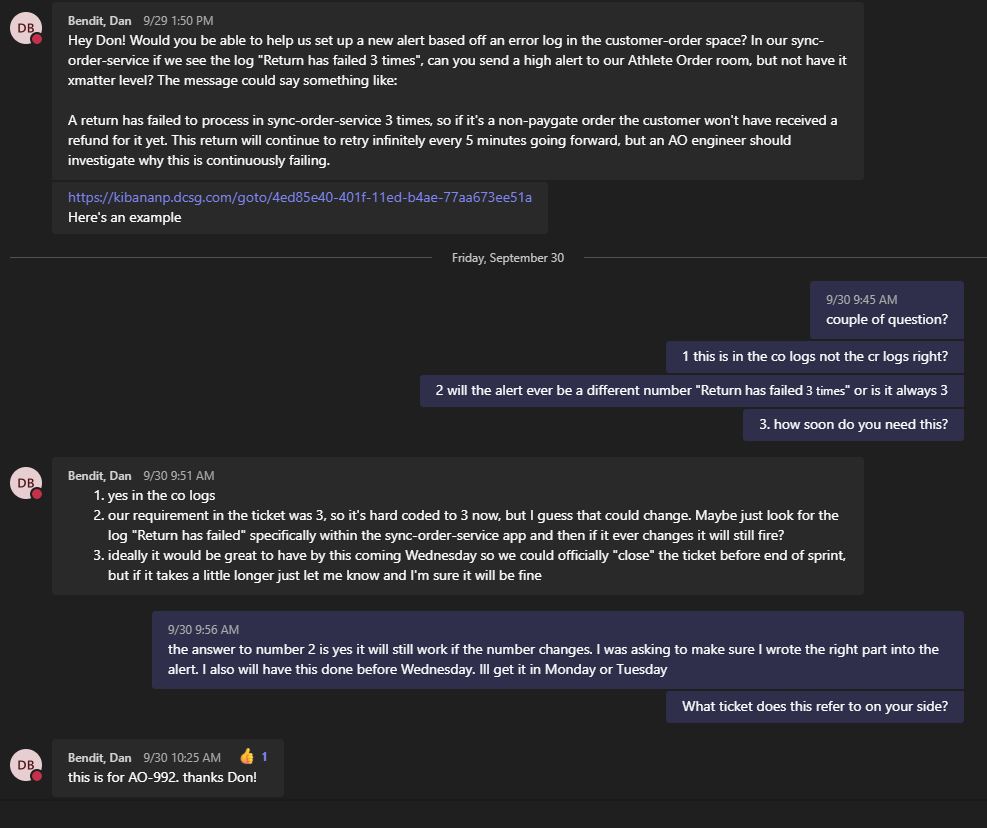 DB
Bendit, Dan 9/29 1:50 PM
Hey Don! Would you be able to help us set up a new alert based off an error log in the customer-order space? In our sync-
order-service if we see the log "Return has failed 3 times", can you send a high alert to our Athlete Order room, but not have it
xmatter level? The message could say something like:
A return has failed to process in sync-order-service 3 times, so if it's a non-paygate order the customer won't have received a
refund for it yet. This return will continue to retry infinitely every 5 minutes going forward, but an AO engineer should
investigate why this is continuously failing.
https://kibananp.dcsg.com/goto/4ed85e40-401f-11ed-b4ae-77aa673ee51a
Here's an example
Friday, September 30
9/30 9:45 AM
couple of question?
1 this is in the co logs not the cr logs right?
2 will the alert ever be a different number "Return has failed 3 times" or is it always 3
3. how soon do you need this?
DB
Bendit, Dan 9/30 9:51 AM
1. yes in the co logs
2. our requirement in the ticket was 3, so it's hard coded to 3 now, but I guess that could change. Maybe just look for the
log "Return has failed" specifically within the sync-order-service app and then if it ever changes it will still fire?
3. ideally it would be great to have by this coming Wednesday so we could officially "close" the ticket before end of sprint,
but if it takes a little longer just let me know and I'm sure it will be fine
9/30 9:56 AM
the answer to number 2 is yes it will still work if the number changes. I was asking to make sure I wrote the right part into the
alert. I also will have this done before Wednesday. Ill get it in Monday or Tuesday
What ticket does this refer to on your side?
DB
Bendit, Dan 9/30 10:25 AM 👍 1
this is for AO-992. thanks Don!